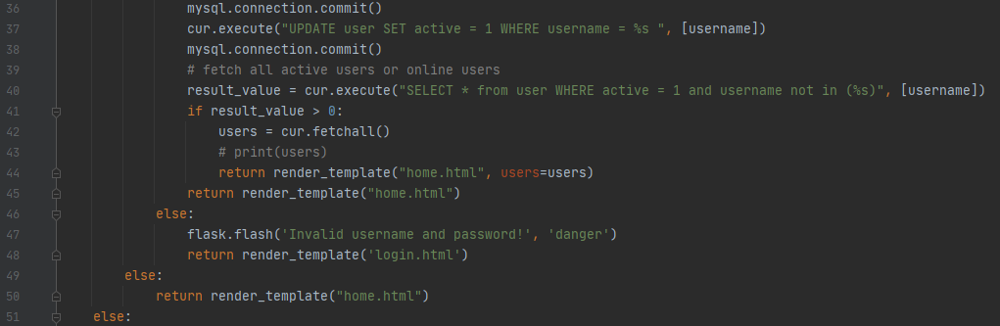 36 mysql.connection.commit()
37 cur.execute("UPDATE user SET active = 1 WHERE username = %s ", [username])
38 mysql.connection.commit()
39 # fetch all active users or online users
40 result_value = cur.execute("SELECT * from user WHERE active = 1 and username not in (%s)", [username])
41 if result_value > 0:
42 users = cur.fetchall()
43 # print(users)
44 return render_template("home.html", users=users)
45 return render_template("home.html")
46 else:
47 flask.flash('Invalid username and password!', 'danger')
48 return render_template('login.html')
49 else:
50 return render_template("home.html")
51 else: